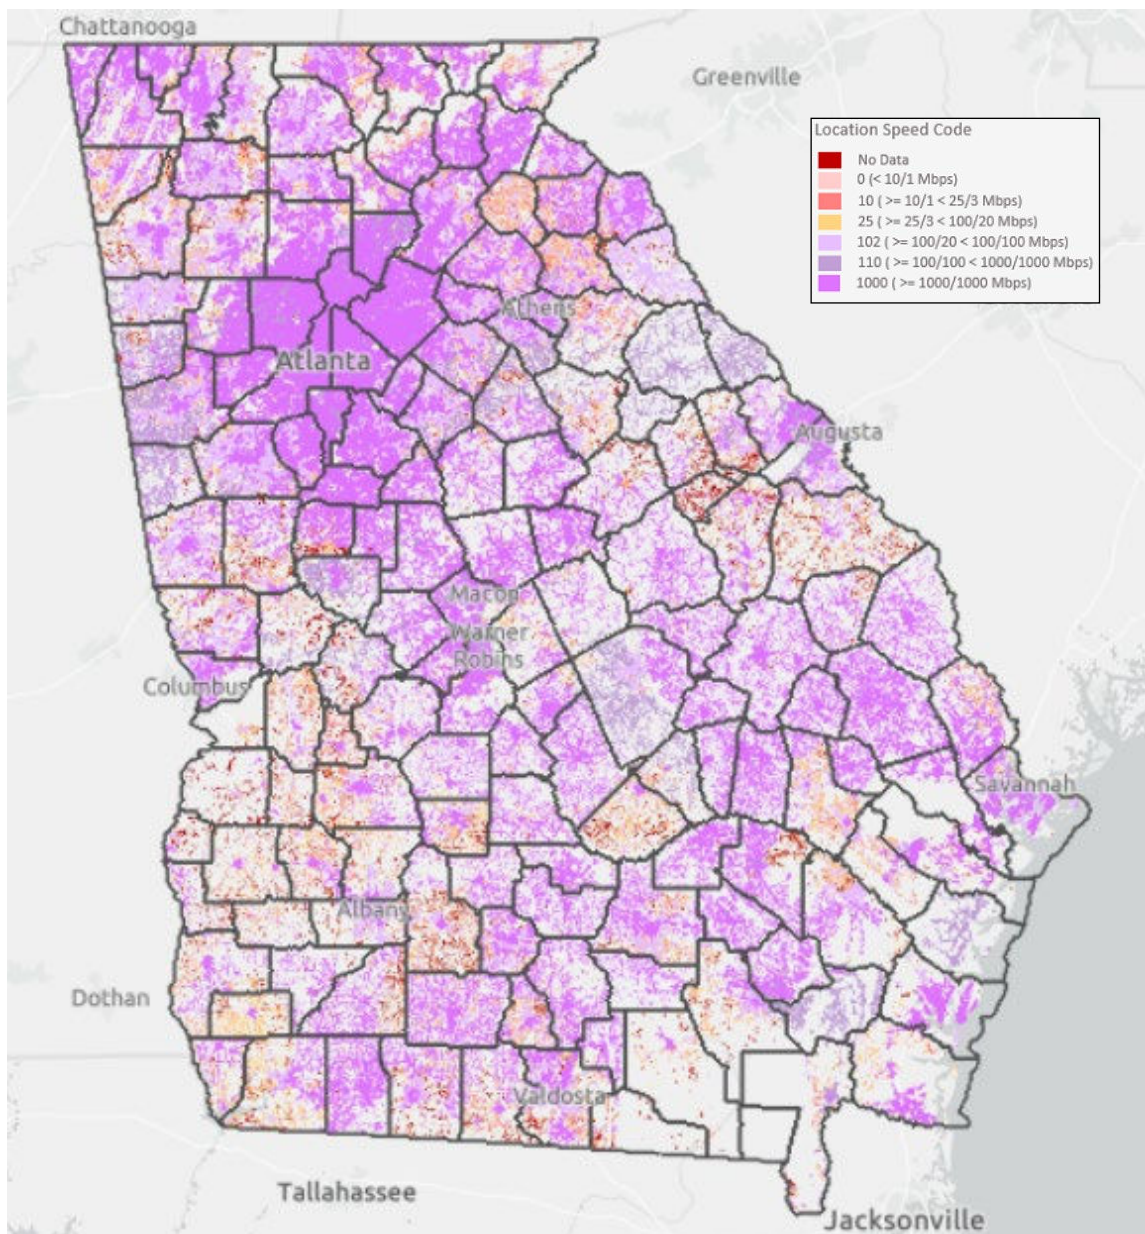 Chattanooga
Greenville
Location Speed Code
No Data
0 (< 10/1 Mbps)
10 ( >= 10/1 < 25/3 Mbps)
25 ( >= 25/3 < 100/20 Mbps)
102 ( >= 100/20 < 100/100 Mbps)
110 ( >= 100/100 < 1000/1000 Mbps)
1000 ( >= 1000/1000 Mbps)
Athens
Atlanta
Augusta
Macon
Warner
Robins
Columbus
Savannah
Albany
Dothan
Valdosta
Tallahassee
Jacksonville